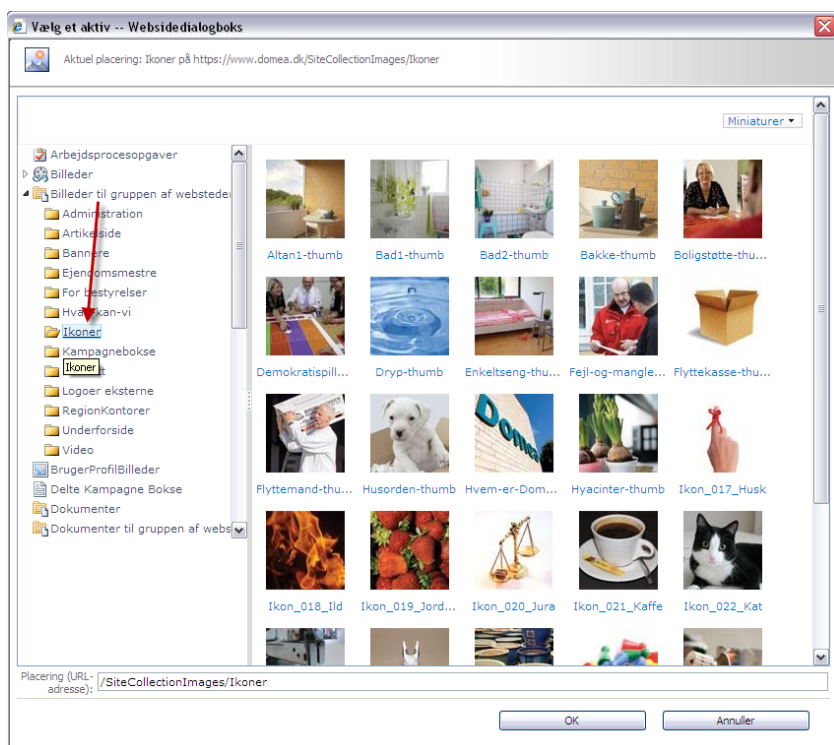 Vælg et aktiv -- Websidedialogboks
Aktuel placering: Ikoner på https://www.domea.dk/SiteCollectionImages/Ikoner
Miniaturer
Arbejdsprocesopgaver
Billeder
Billeder til gruppen af websteder
Administration
Artikelside
Bannere
Ejendomsmestre
For bestyrelser
Ikoner
Kampagnebokse
Ikoner
Logoer eksterne
RegionKontorer
Underforside
Video
BrugerProfilBilleder
Delte Kampagne Bokse
Dokumenter
Dokumenter til gruppen af webs
Altan1-thumb Bad1-thumb Bad2-thumb Bakke-thumb Boligstøtte-thu...
Demokratispill... Dryp-thumb Enkeltseng-thu... Fejl-og-mangle... Flyttekasse-thu...
Flyttemand-thu... Husorden-thumb Hvem-er-Dom... Hyacinter-thumb Ikon_017_Husk
Domea
Ikon_018_Ild Ikon_019_Jord... Ikon_020_Jura Ikon_021_Kaffe Ikon_022_Kat
Placering (URL-
adresse): /SiteCollectionImages/Ikoner
OK Annuller